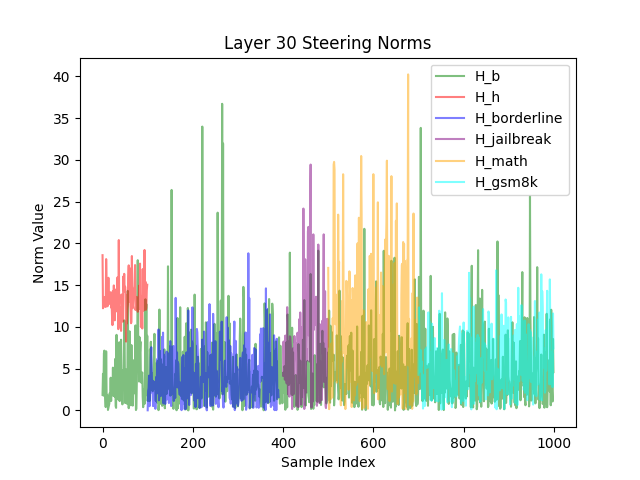 Layer 30 Steering Norms
Norm Value
40
35
30
25
20
15
10
5
0
H_b
H_h
H_borderline
H_jailbreak
H_math
H_gsm8k
0
200
400
600
800
1000
Sample Index